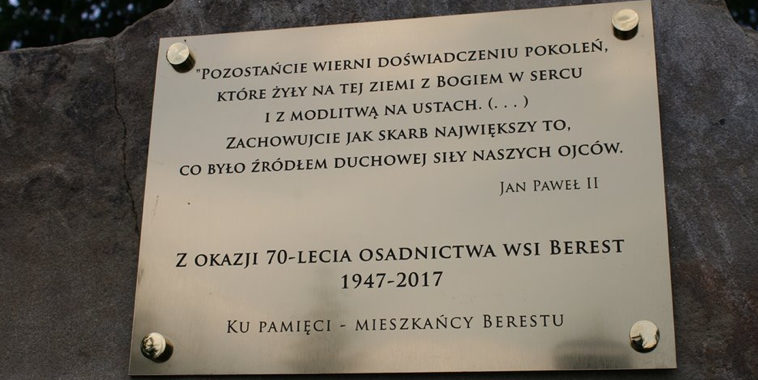 "Pozostańcie wierni doświadczeniu pokoleń,
które żyły na tej ziemi z Bogiem w sercu
i z modlitwą na ustach. (. . . )
Zachowujcie jak skarb największy to,
co było źródłem duchowej siły naszych ojców.
Jan Paweł II
Z okazji 70-lecia osadnictwa wsi Berest
1947-2017
Ku pamięci - mieszkańcy Berestu